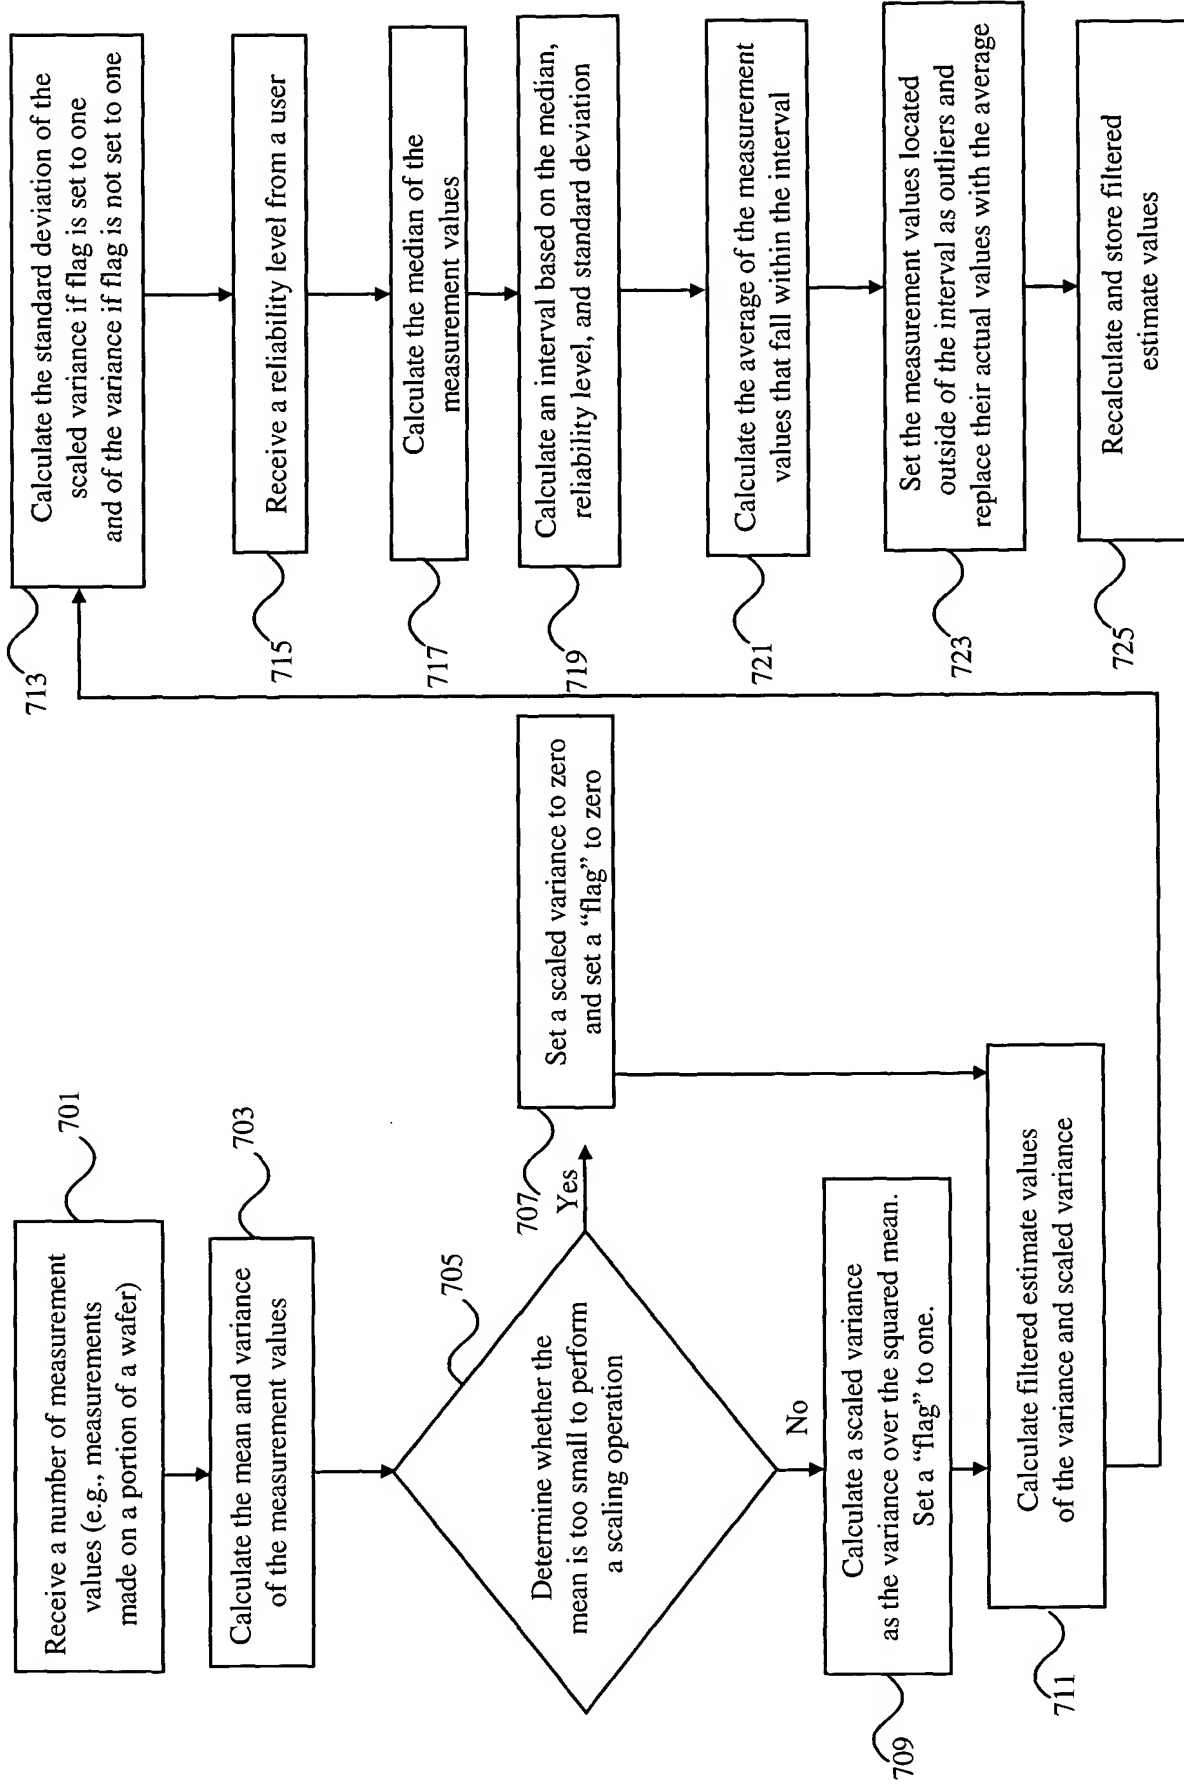 701
Receive a number of measurement
values (e.g., measurements
made on a portion of a wafer)
703
Calculate the mean and variance
of the measurement values
705
Determine whether the
mean is too small to perform
a scaling operation
Yes
No
707
Set a scaled variance to zero
and set a “flag” to zero
709
Calculate a scaled variance
as the variance over the squared mean.
Set a “flag” to one.
711
Calculate filtered estimate values
of the variance and scaled variance
713
Calculate the standard deviation of the
scaled variance if flag is set to one
and of the variance if flag is not set to one
715
Receive a reliability level from a user
717
Calculate the median of the
measurement values
719
Calculate an interval based on the median,
reliability level, and standard deviation
721
Calculate the average of the measurement
values that fall within the interval
723
Set the measurement values located
outside of the interval as outliers and
replace their actual values with the average
725
Recalculate and store filtered
estimate values